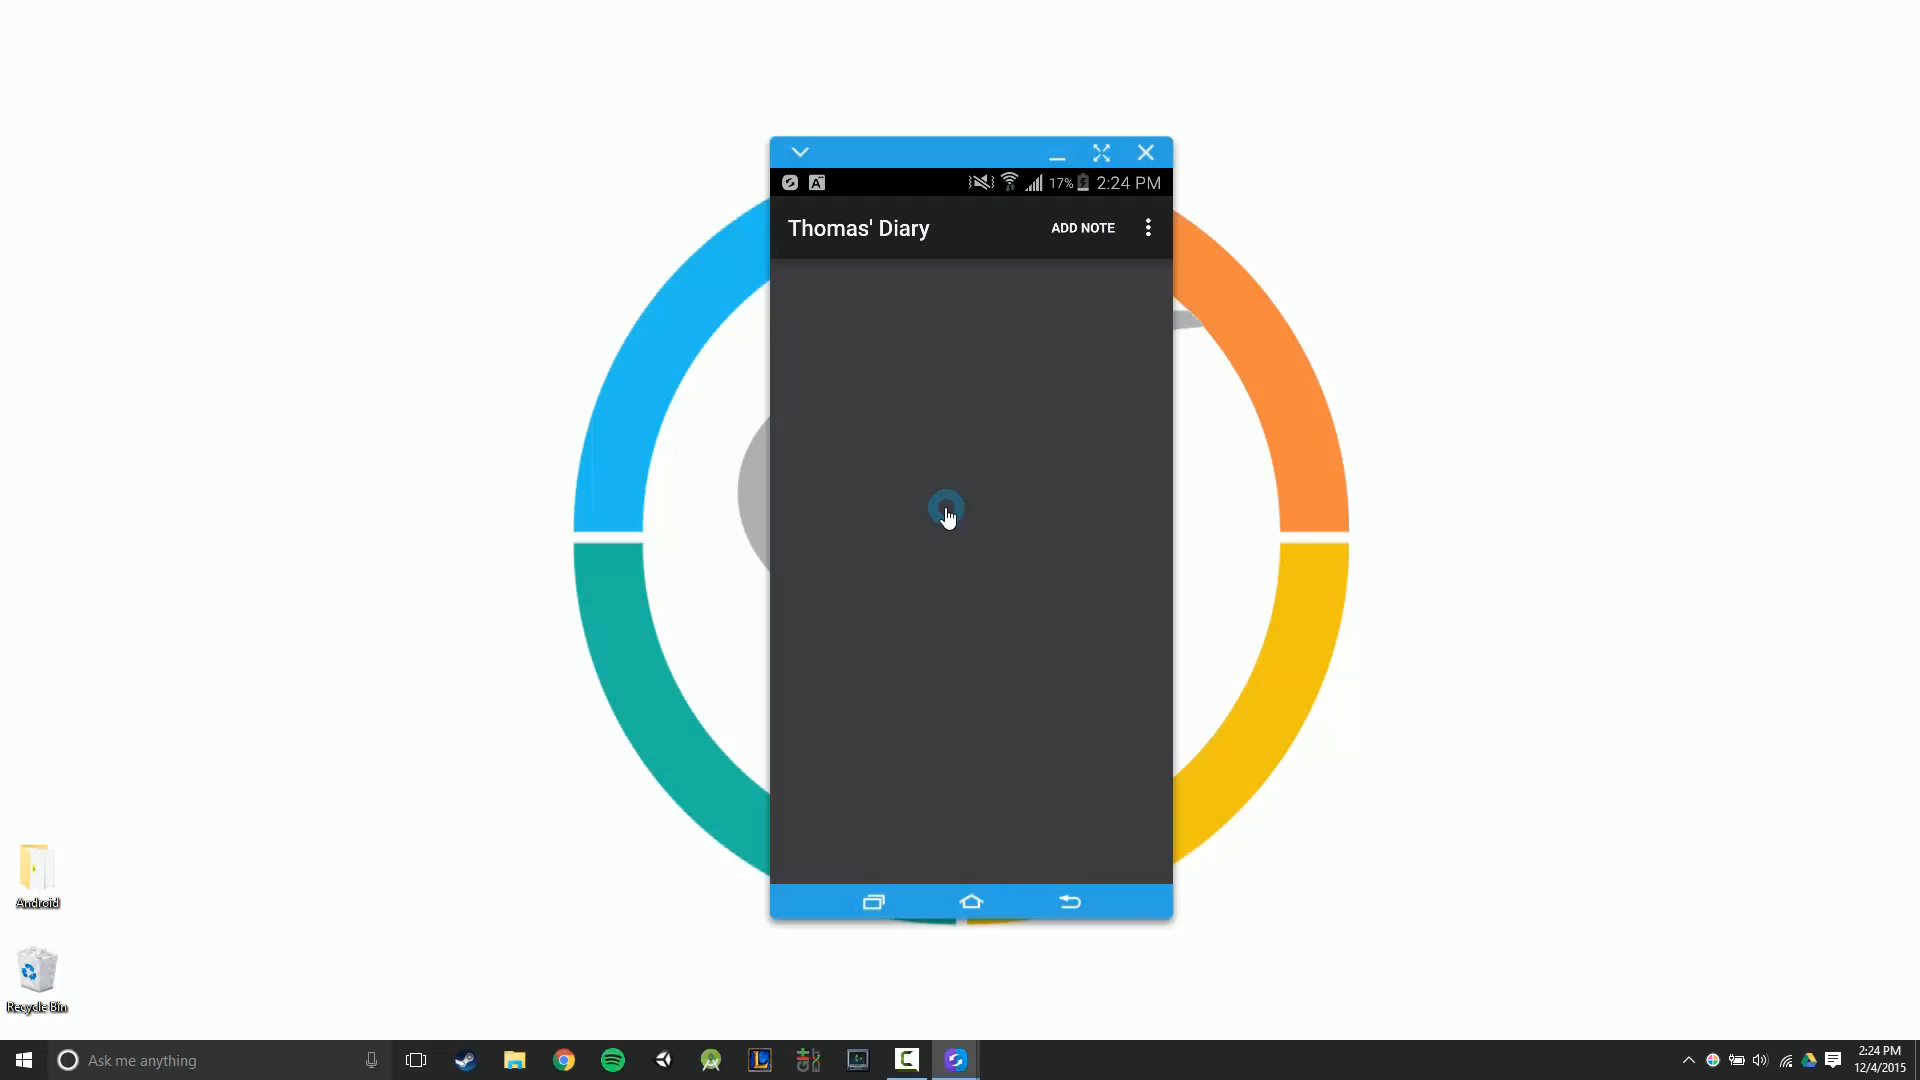 17% 2:24 PM
Thomas' Diary ADD NOTE
Android
Recycle Bin
Ask me anything
2:24 PM
12/4/2015